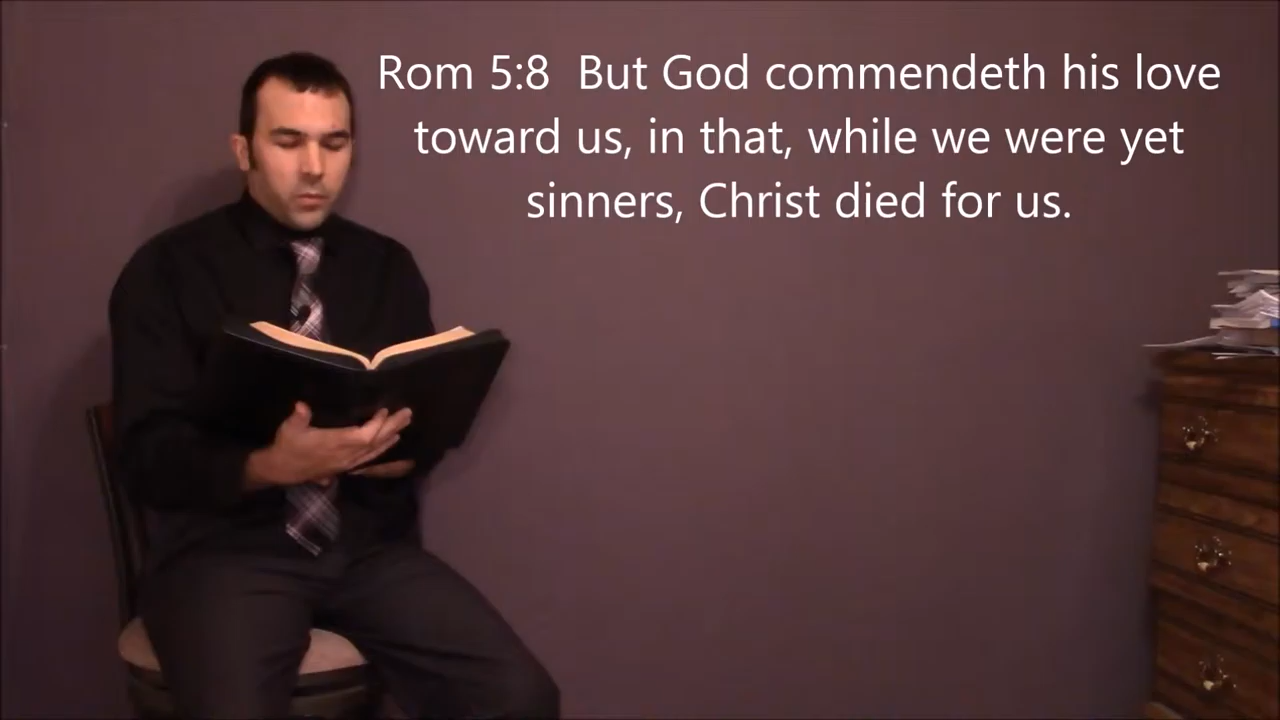 Rom 5:8  But God commendeth his love
toward us, in that, while we were yet
sinners, Christ died for us.